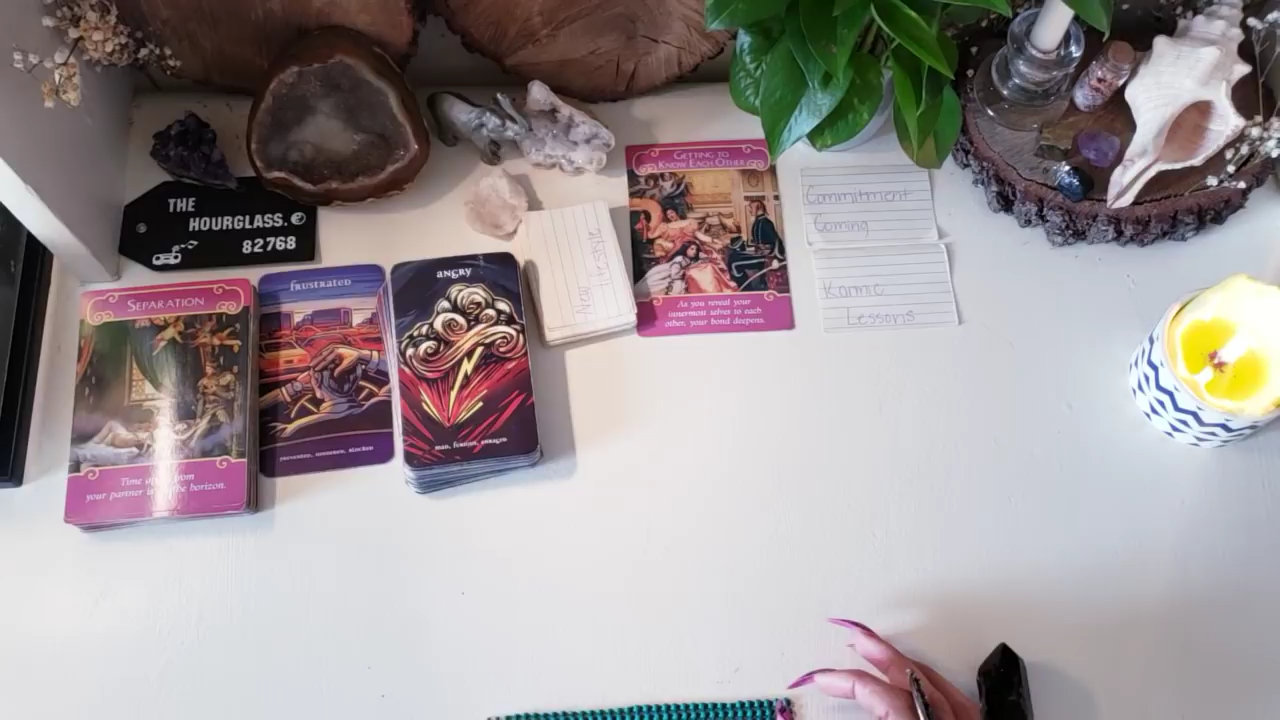 THE
HOURGLASS.
82768
SEPARATION
your partner
the horizon.
FRUSTRATED
ANGRY
mad, furious, enraged
New lifestyle
GETTING TO
KNOW EACH OTHER
As you reveal your
innermost selves to each
other, your bond deepens.
Commitment
Coming
Karmic
Lessons